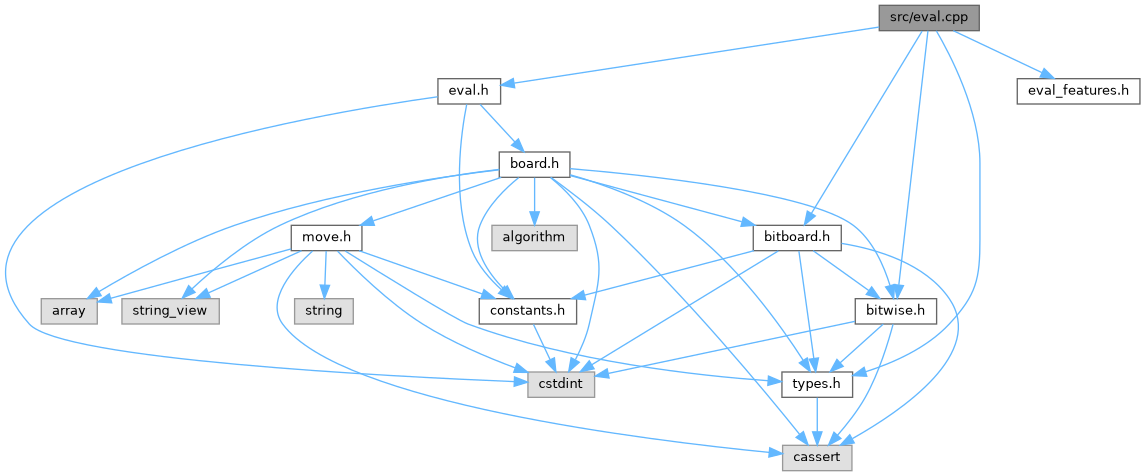 src/eval.cpp
eval.h
eval_features.h
board.h
move.h
algorithm
bitboard.h
array
string_view
string
constants.h
bitwise.h
cstdint
types.h
cassert